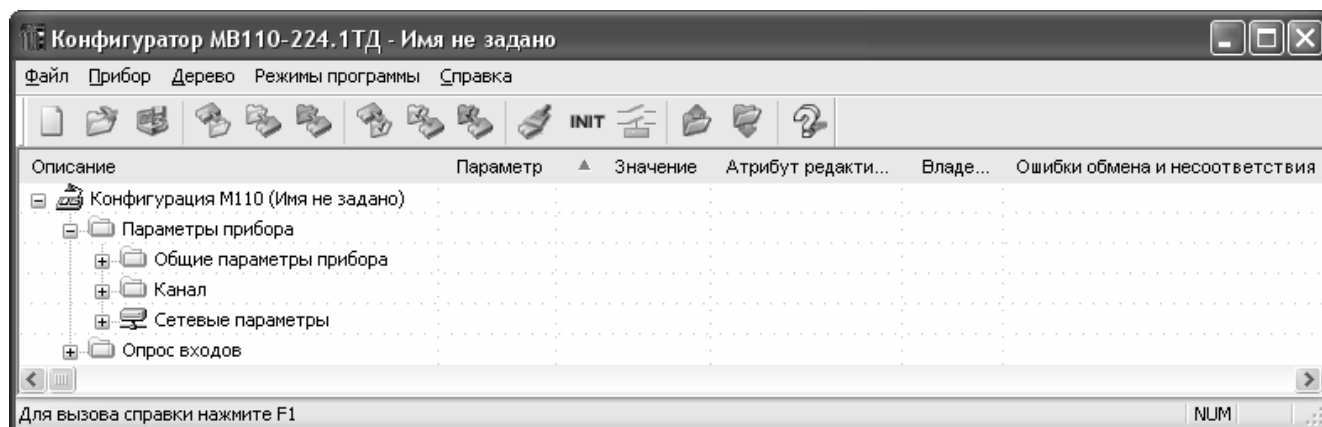 Конфигуратор МВ110-224.1ТД - Имя не задано
Файл Прибор Дерево Режимы программы Справка
INIT
Описание Параметр Значение Атрибут редакти... Владе... Ошибки обмена и несоответствия
Конфигурация М110 (Имя не задано)
Параметры прибора
Общие параметры прибора
Канал
Сетевые параметры
Опрос входов
Для вызова справки нажмите F1 NUM